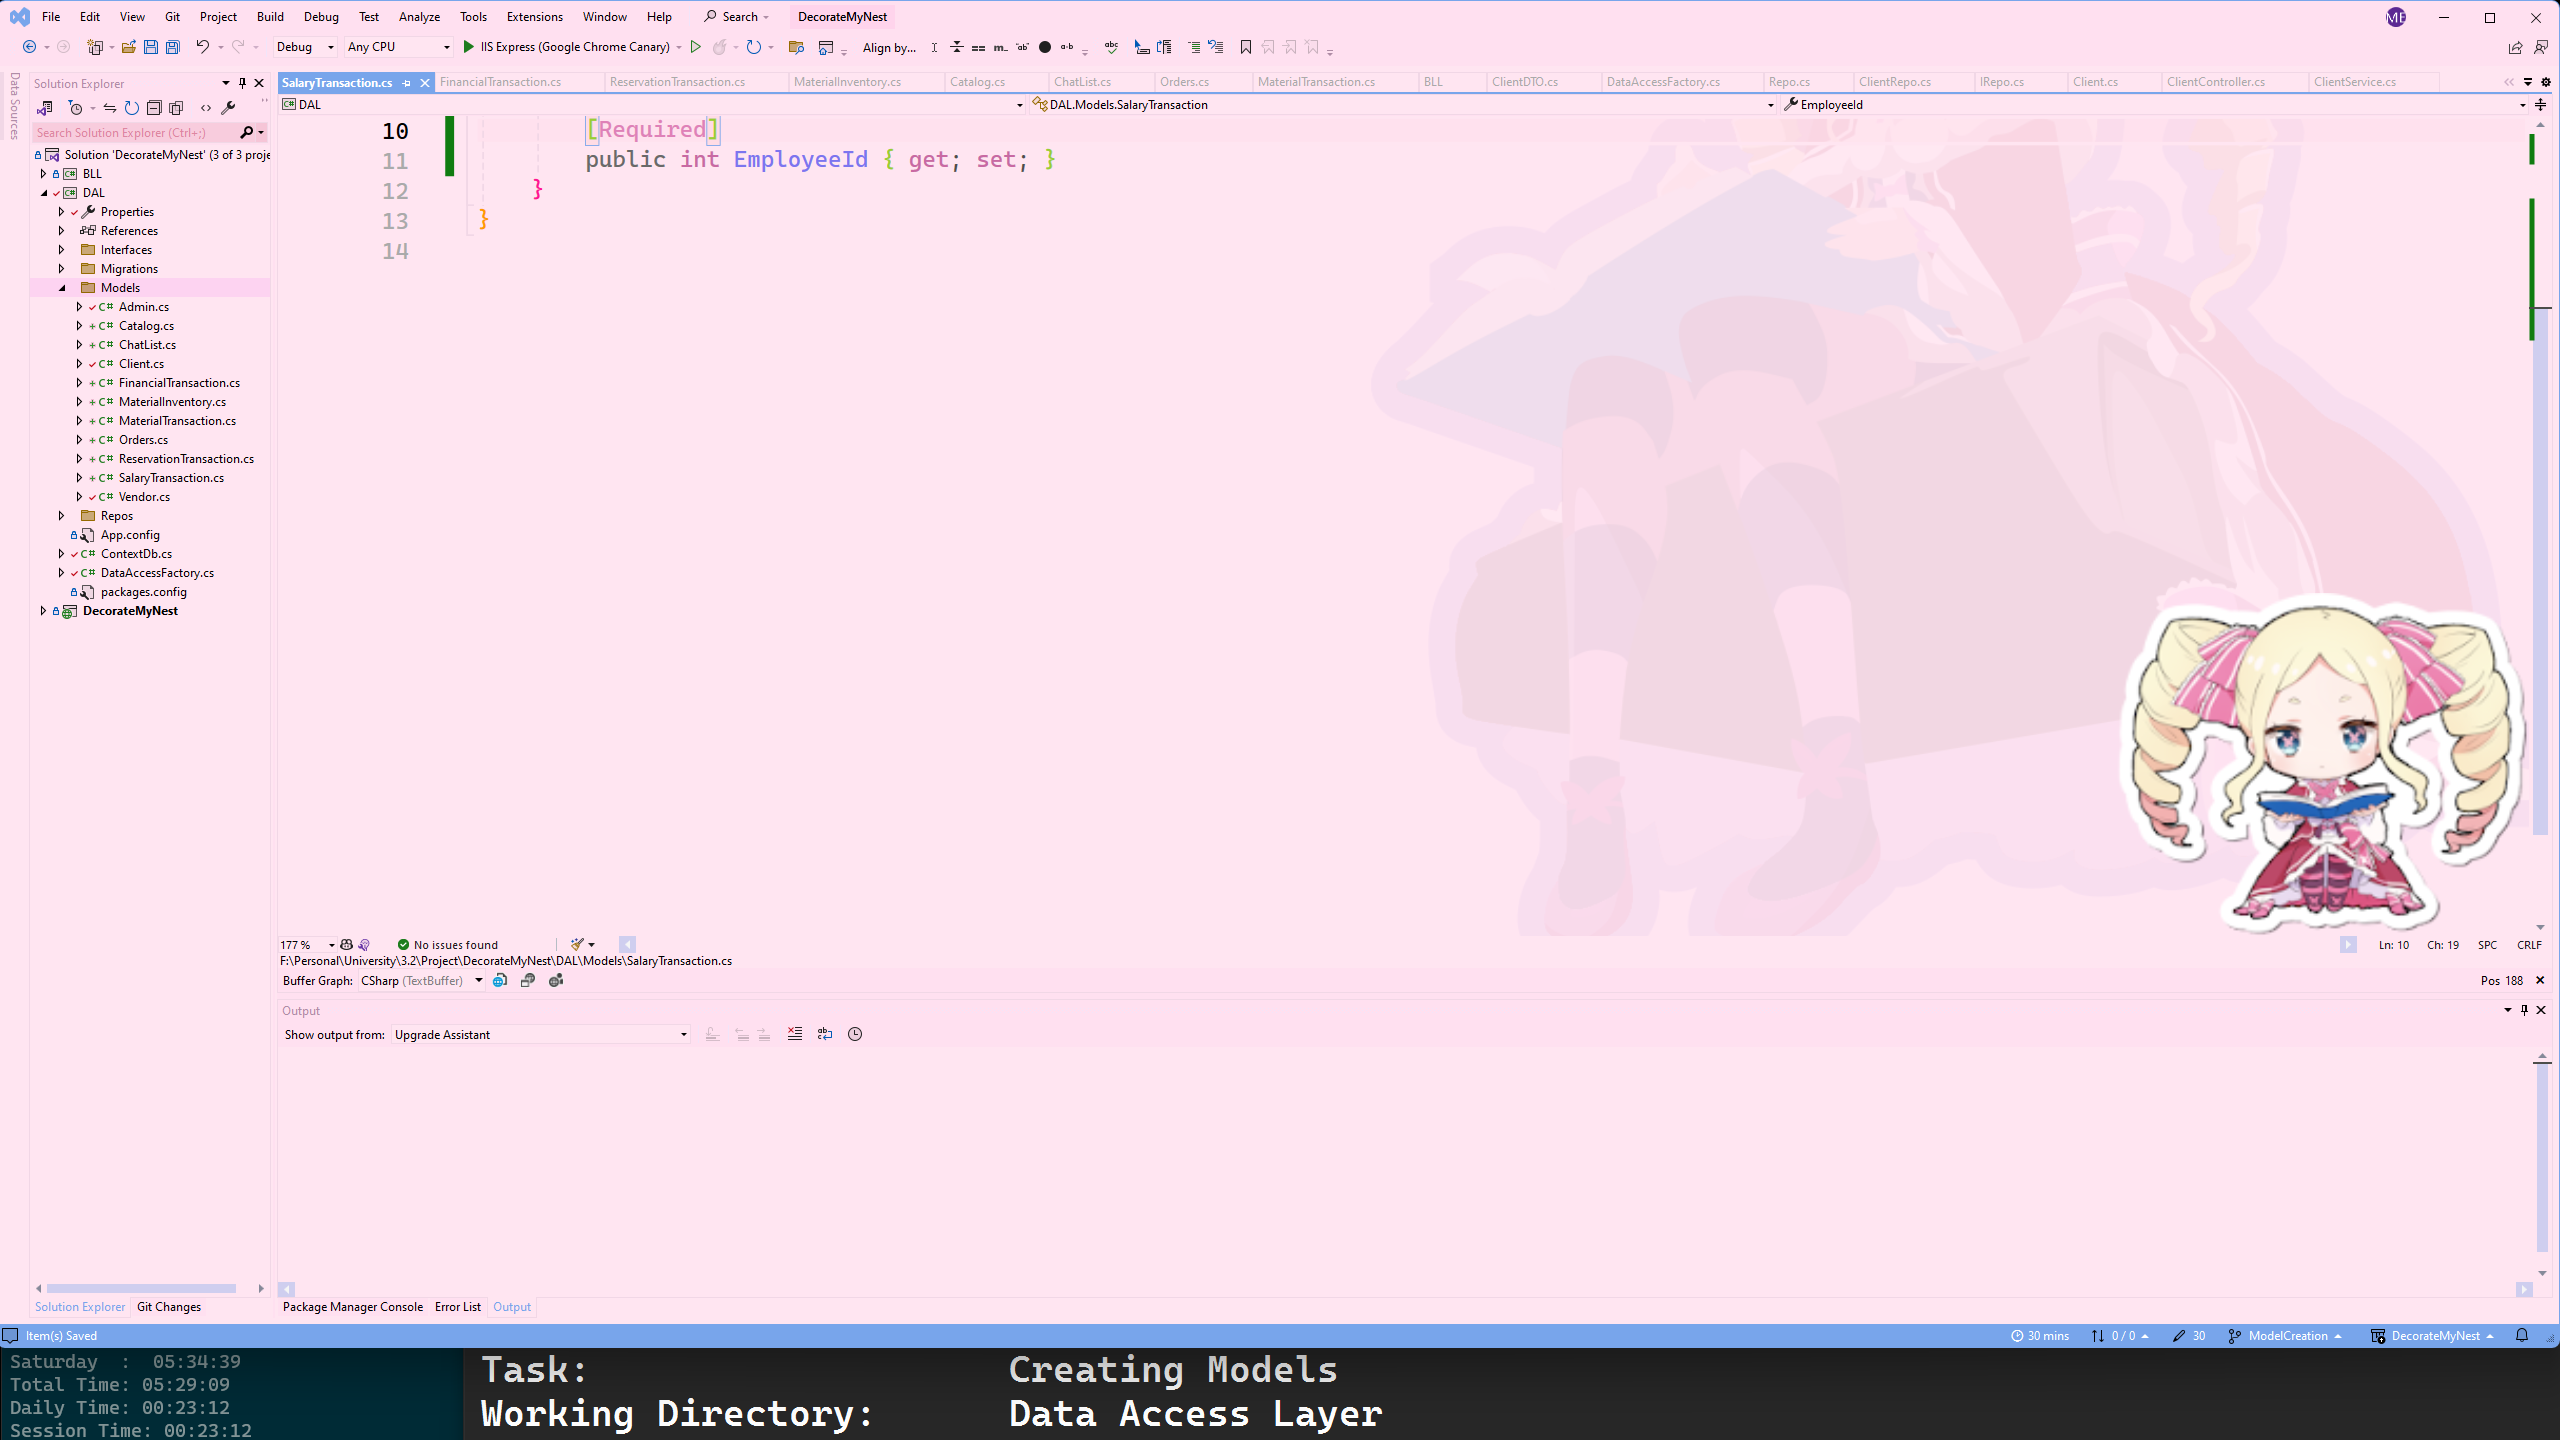 File Edit View Git Project Build Debug Test Analyze Tools Extensions Window Help Search DecorateMyNest ME
Debug Any CPU IIS Express (Google Chrome Canary) Align by...
Data Sources
Solution Explorer
Search Solution Explorer (Ctrl+;)
Solution 'DecorateMyNest' (3 of 3 proje
BLL
DAL
Properties
References
Interfaces
Migrations
Models
C# Admin.cs
C# Catalog.cs
C# ChatList.cs
C# Client.cs
C# FinancialTransaction.cs
C# MaterialInventory.cs
C# MaterialTransaction.cs
C# Orders.cs
C# ReservationTransaction.cs
C# SalaryTransaction.cs
C# Vendor.cs
Repos
App.config
C# ContextDb.cs
C# DataAccessFactory.cs
packages.config
DecorateMyNest
Solution Explorer Git Changes
SalaryTransaction.cs FinancialTransaction.cs ReservationTransaction.cs MaterialInventory.cs Catalog.cs ChatList.cs Orders.cs MaterialTransaction.cs BLL ClientDTO.cs DataAccessFactory.cs Repo.cs ClientRepo.cs IRepo.cs Client.cs ClientController.cs ClientService.cs
DAL DAL.Models.SalaryTransaction EmployeeId
10 [Required]
11 public int EmployeeId { get; set; }
12 }
13 }
14
177 % No issues found Ln: 10 Ch: 19 SPC CRLF
F:\Personal\University\3.2\Project\DecorateMyNest\DAL\Models\SalaryTransaction.cs
Buffer Graph: CSharp (TextBuffer) Pos 188
Output
Show output from: Upgrade Assistant
Package Manager Console Error List Output
Item(s) Saved 30 mins 0 / 0 30 ModelCreation DecorateMyNest
Saturday : 05:34:39
Total Time: 05:29:09
Daily Time: 00:23:12
Session Time: 00:23:12
Task: Creating Models
Working Directory: Data Access Layer